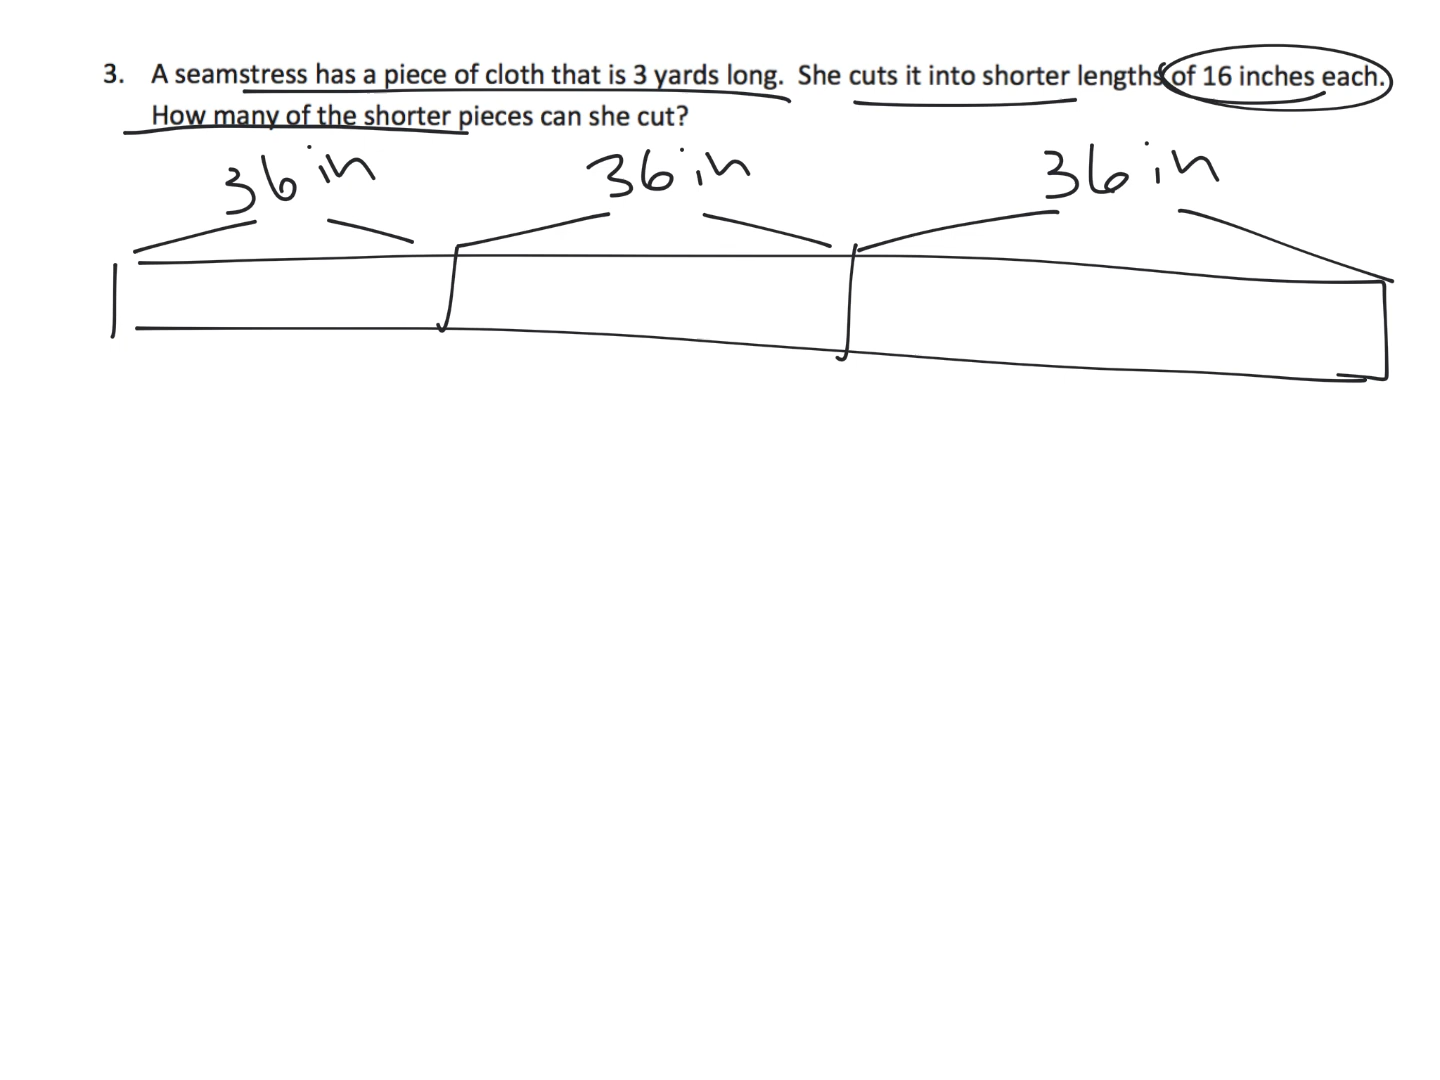 3. A seamstress has a piece of cloth that is 3 yards long. She cuts it into shorter lengths of 16 inches each.
How many of the shorter pieces can she cut?
36 in 36 in 36 in